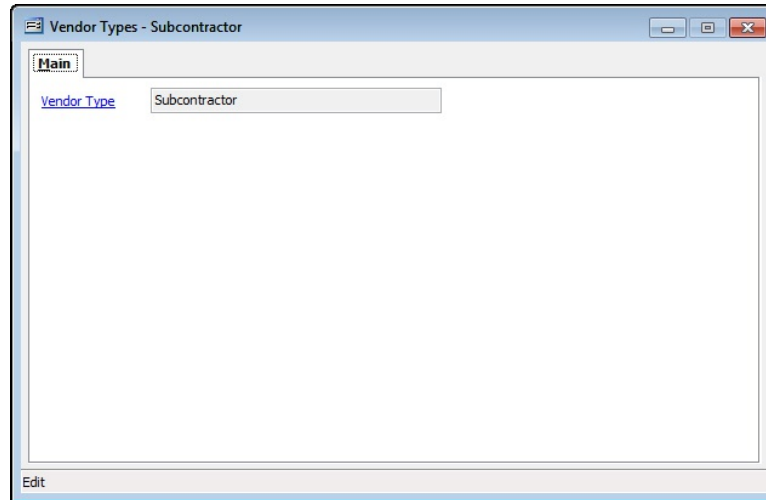 Vendor Types - Subcontractor
Main
Vendor Type Subcontractor
Edit